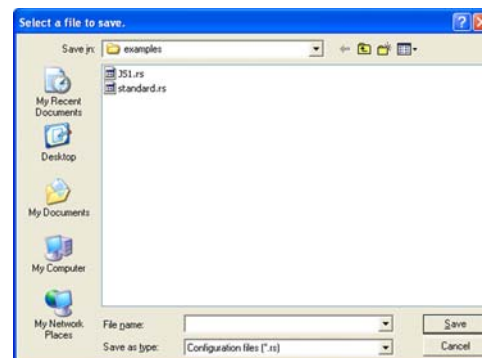 Select a file to save.
Save in: examples
JS1.rs
standard.rs
My Recent
Documents
Desktop
My Documents
My Computer
My Network
Places
File name:
Save
Save as type: Configuration files (*.rs)
Cancel